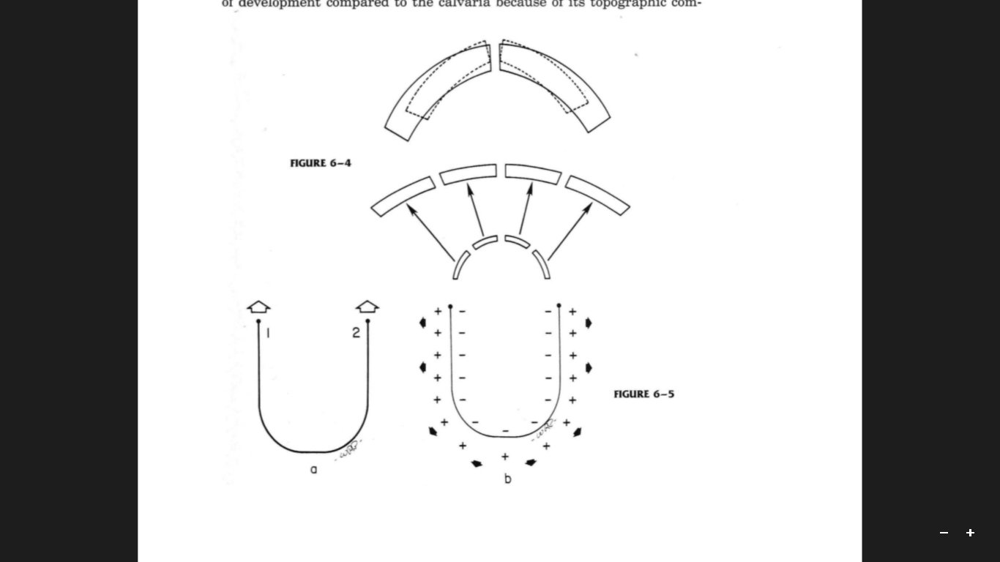 of development compared to the calvaria because of its topographic com-
FIGURE 6–4
1 2
+ − − +
+ − − +
+ − − +
+ − − +
+ − − +
+ − − +
−
+ +
+
a
b
FIGURE 6–5
− +